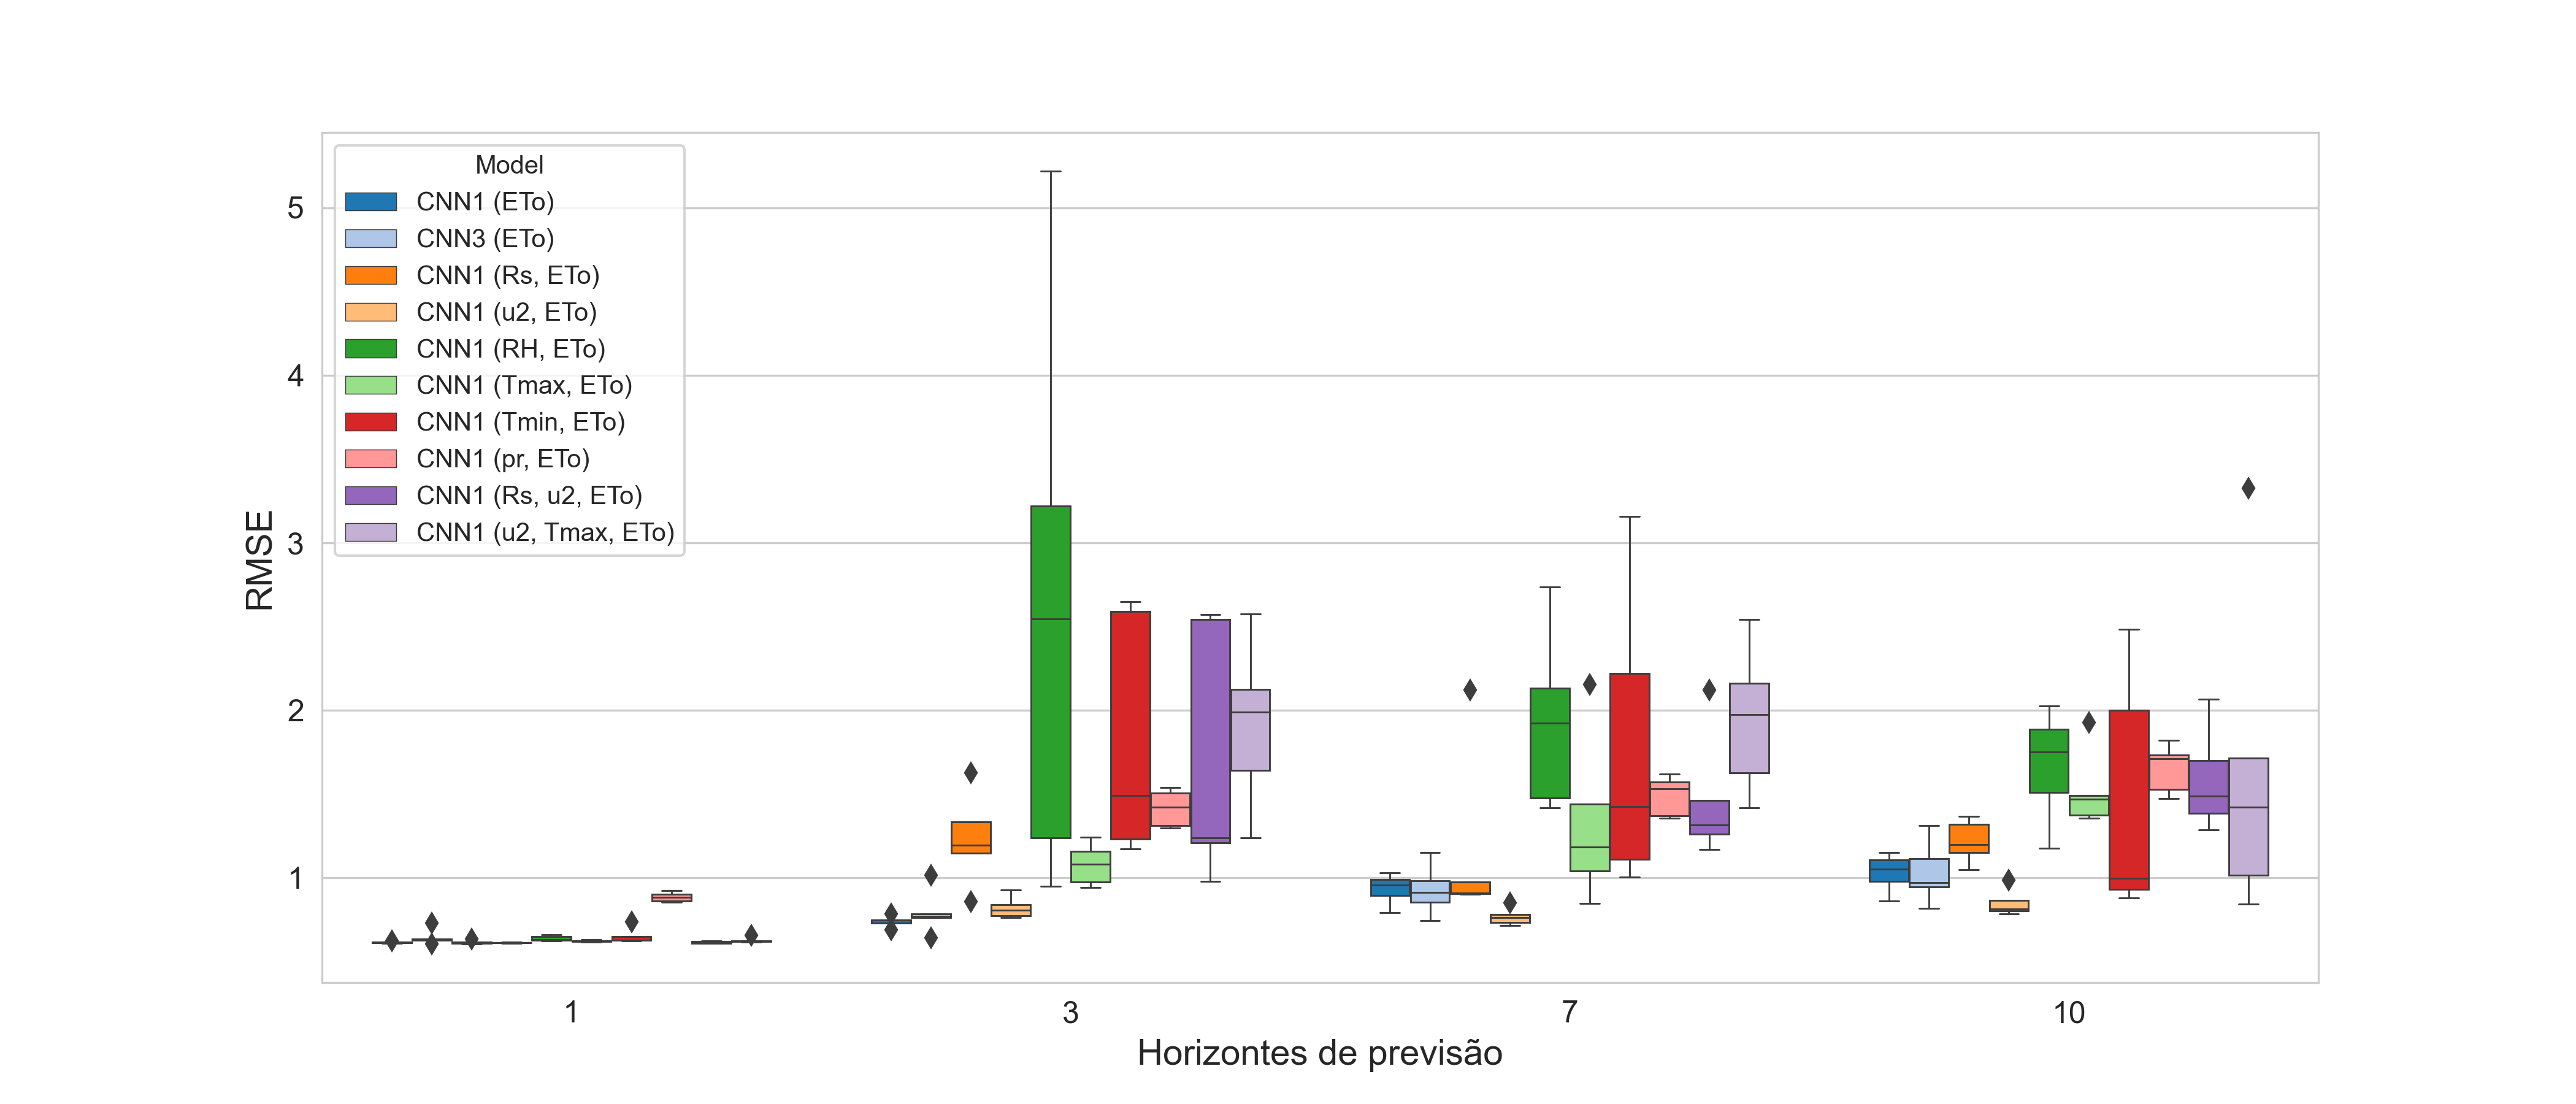 Model
CNN1 (ETo)
CNN3 (ETo)
CNN1 (Rs, ETo)
CNN1 (u2, ETo)
CNN1 (RH, ETo)
CNN1 (Tmax, ETo)
CNN1 (Tmin, ETo)
CNN1 (pr, ETo)
CNN1 (Rs, u2, ETo)
CNN1 (u2, Tmax, ETo)
RMSE
5
4
3
2
1
1 3 7 10
Horizontes de previsão